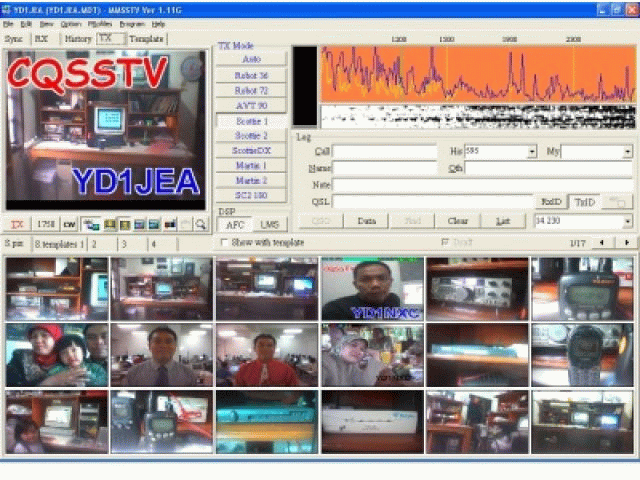 YD1JEA (YD1JEA.MDT) - MMSSTV Ver 1.11G
File Edit View Option Profiles Program Help
Sync RX History TX Template
CQSSTV
YD1JEA
TX Mode
Auto
Robot 36
Robot 72
AVT 90
Scottie 1
Scottie 2
ScottieDX
Martin 1
Martin 2
SC2 180
DSP
AFC LMS
1200 1500 1900 2300
Log
Call His 595 My
Name Qth
Note
QSL RxID TxID
QSO Data Find Clear List 14.230
TX 1750 CW
S.pix S.templates 1 2 3 4 Show with template Draft 1/17
YD1NXC